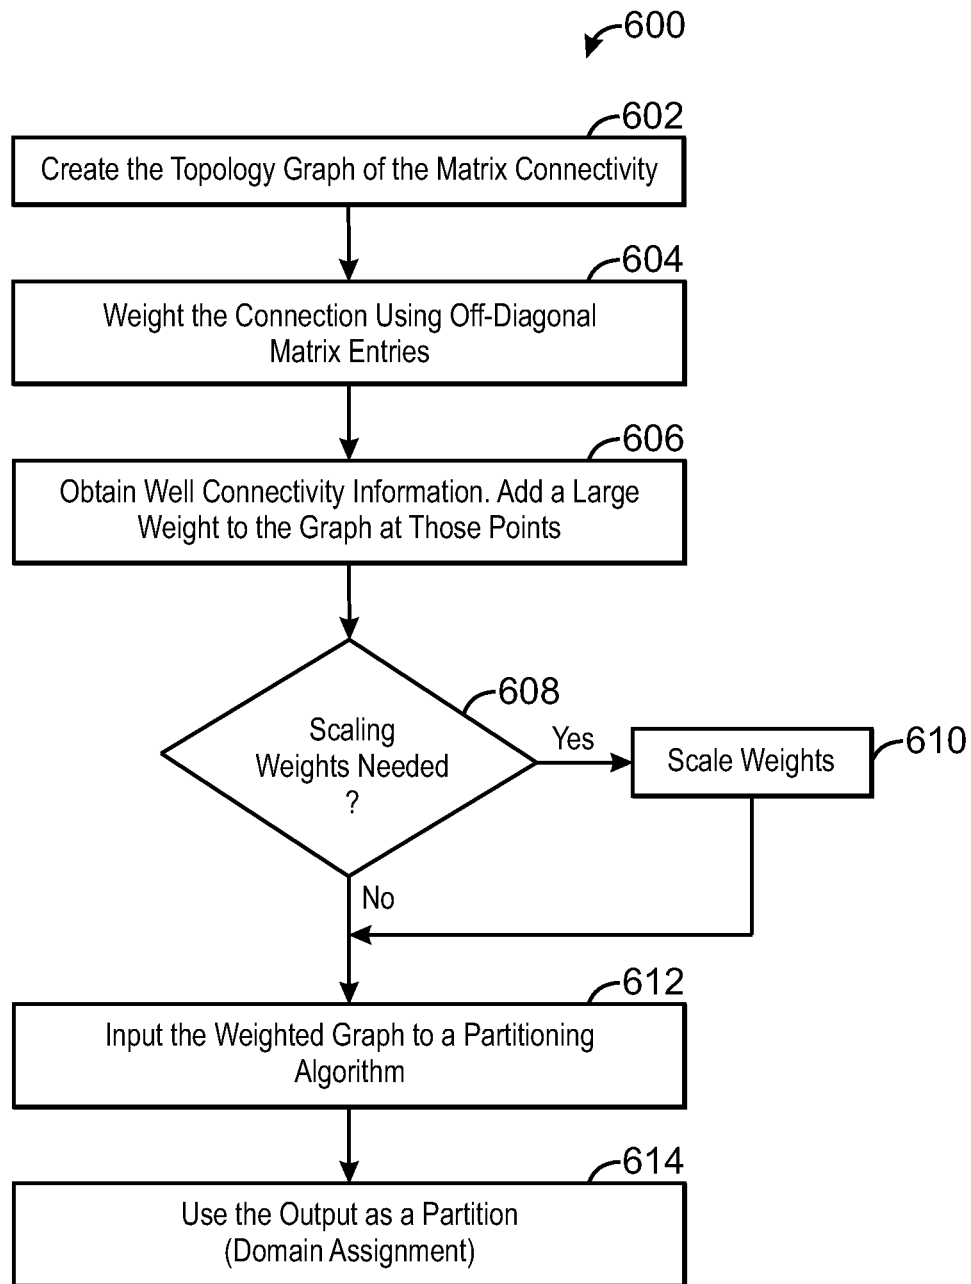 600
602
Create the Topology Graph of the Matrix Connectivity
604
Weight the Connection Using Off-Diagonal
Matrix Entries
606
Obtain Well Connectivity Information. Add a Large
Weight to the Graph at Those Points
608
Scaling
Weights Needed
?
Yes
Scale Weights
610
No
612
Input the Weighted Graph to a Partitioning
Algorithm
614
Use the Output as a Partition
(Domain Assignment)